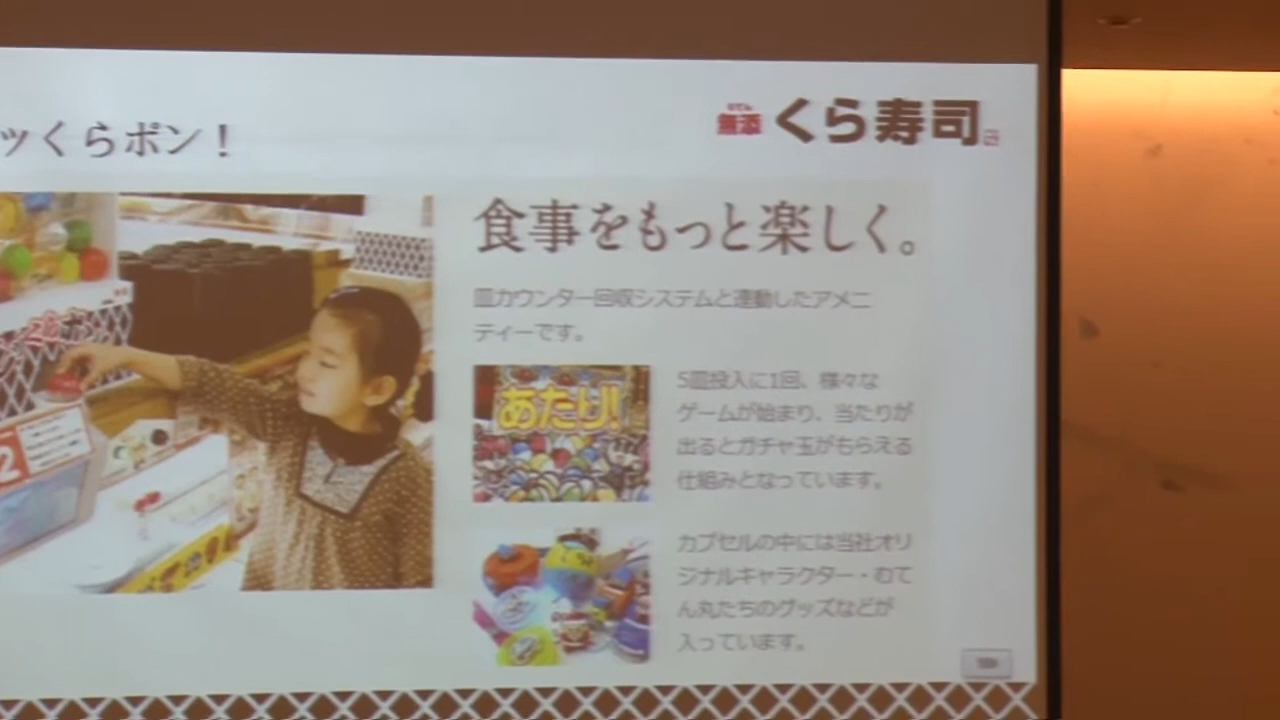 ッくらポン！
無添 くら寿司
食事をもっと楽しく。
皿カウンター回収システムと連動したアメニ
ティーです。
あたり!
5皿投入に1回、様々な
ゲームが始まり、当たりが
出るとガチャ玉がもらえる
仕組みとなっています。
カプセルの中には当社オリ
ジナルキャラクター・むて
ん丸たちのグッズなどが
入っています。
2